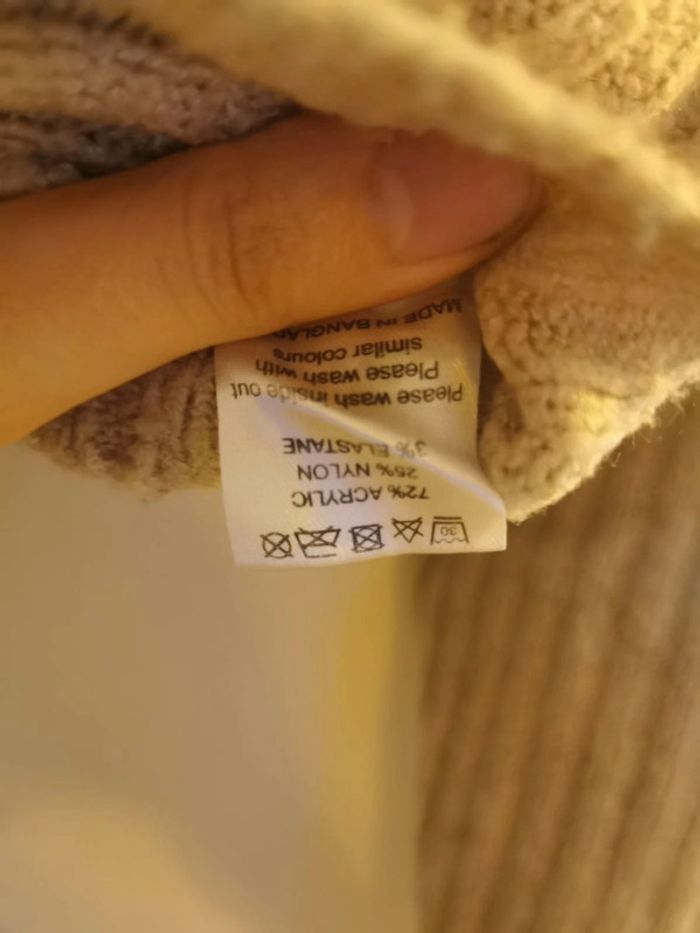 30
72% ACRYLIC
25% NYLON
3% ELASTANE
Please wash inside out
Please wash with
similar colours
MADE IN